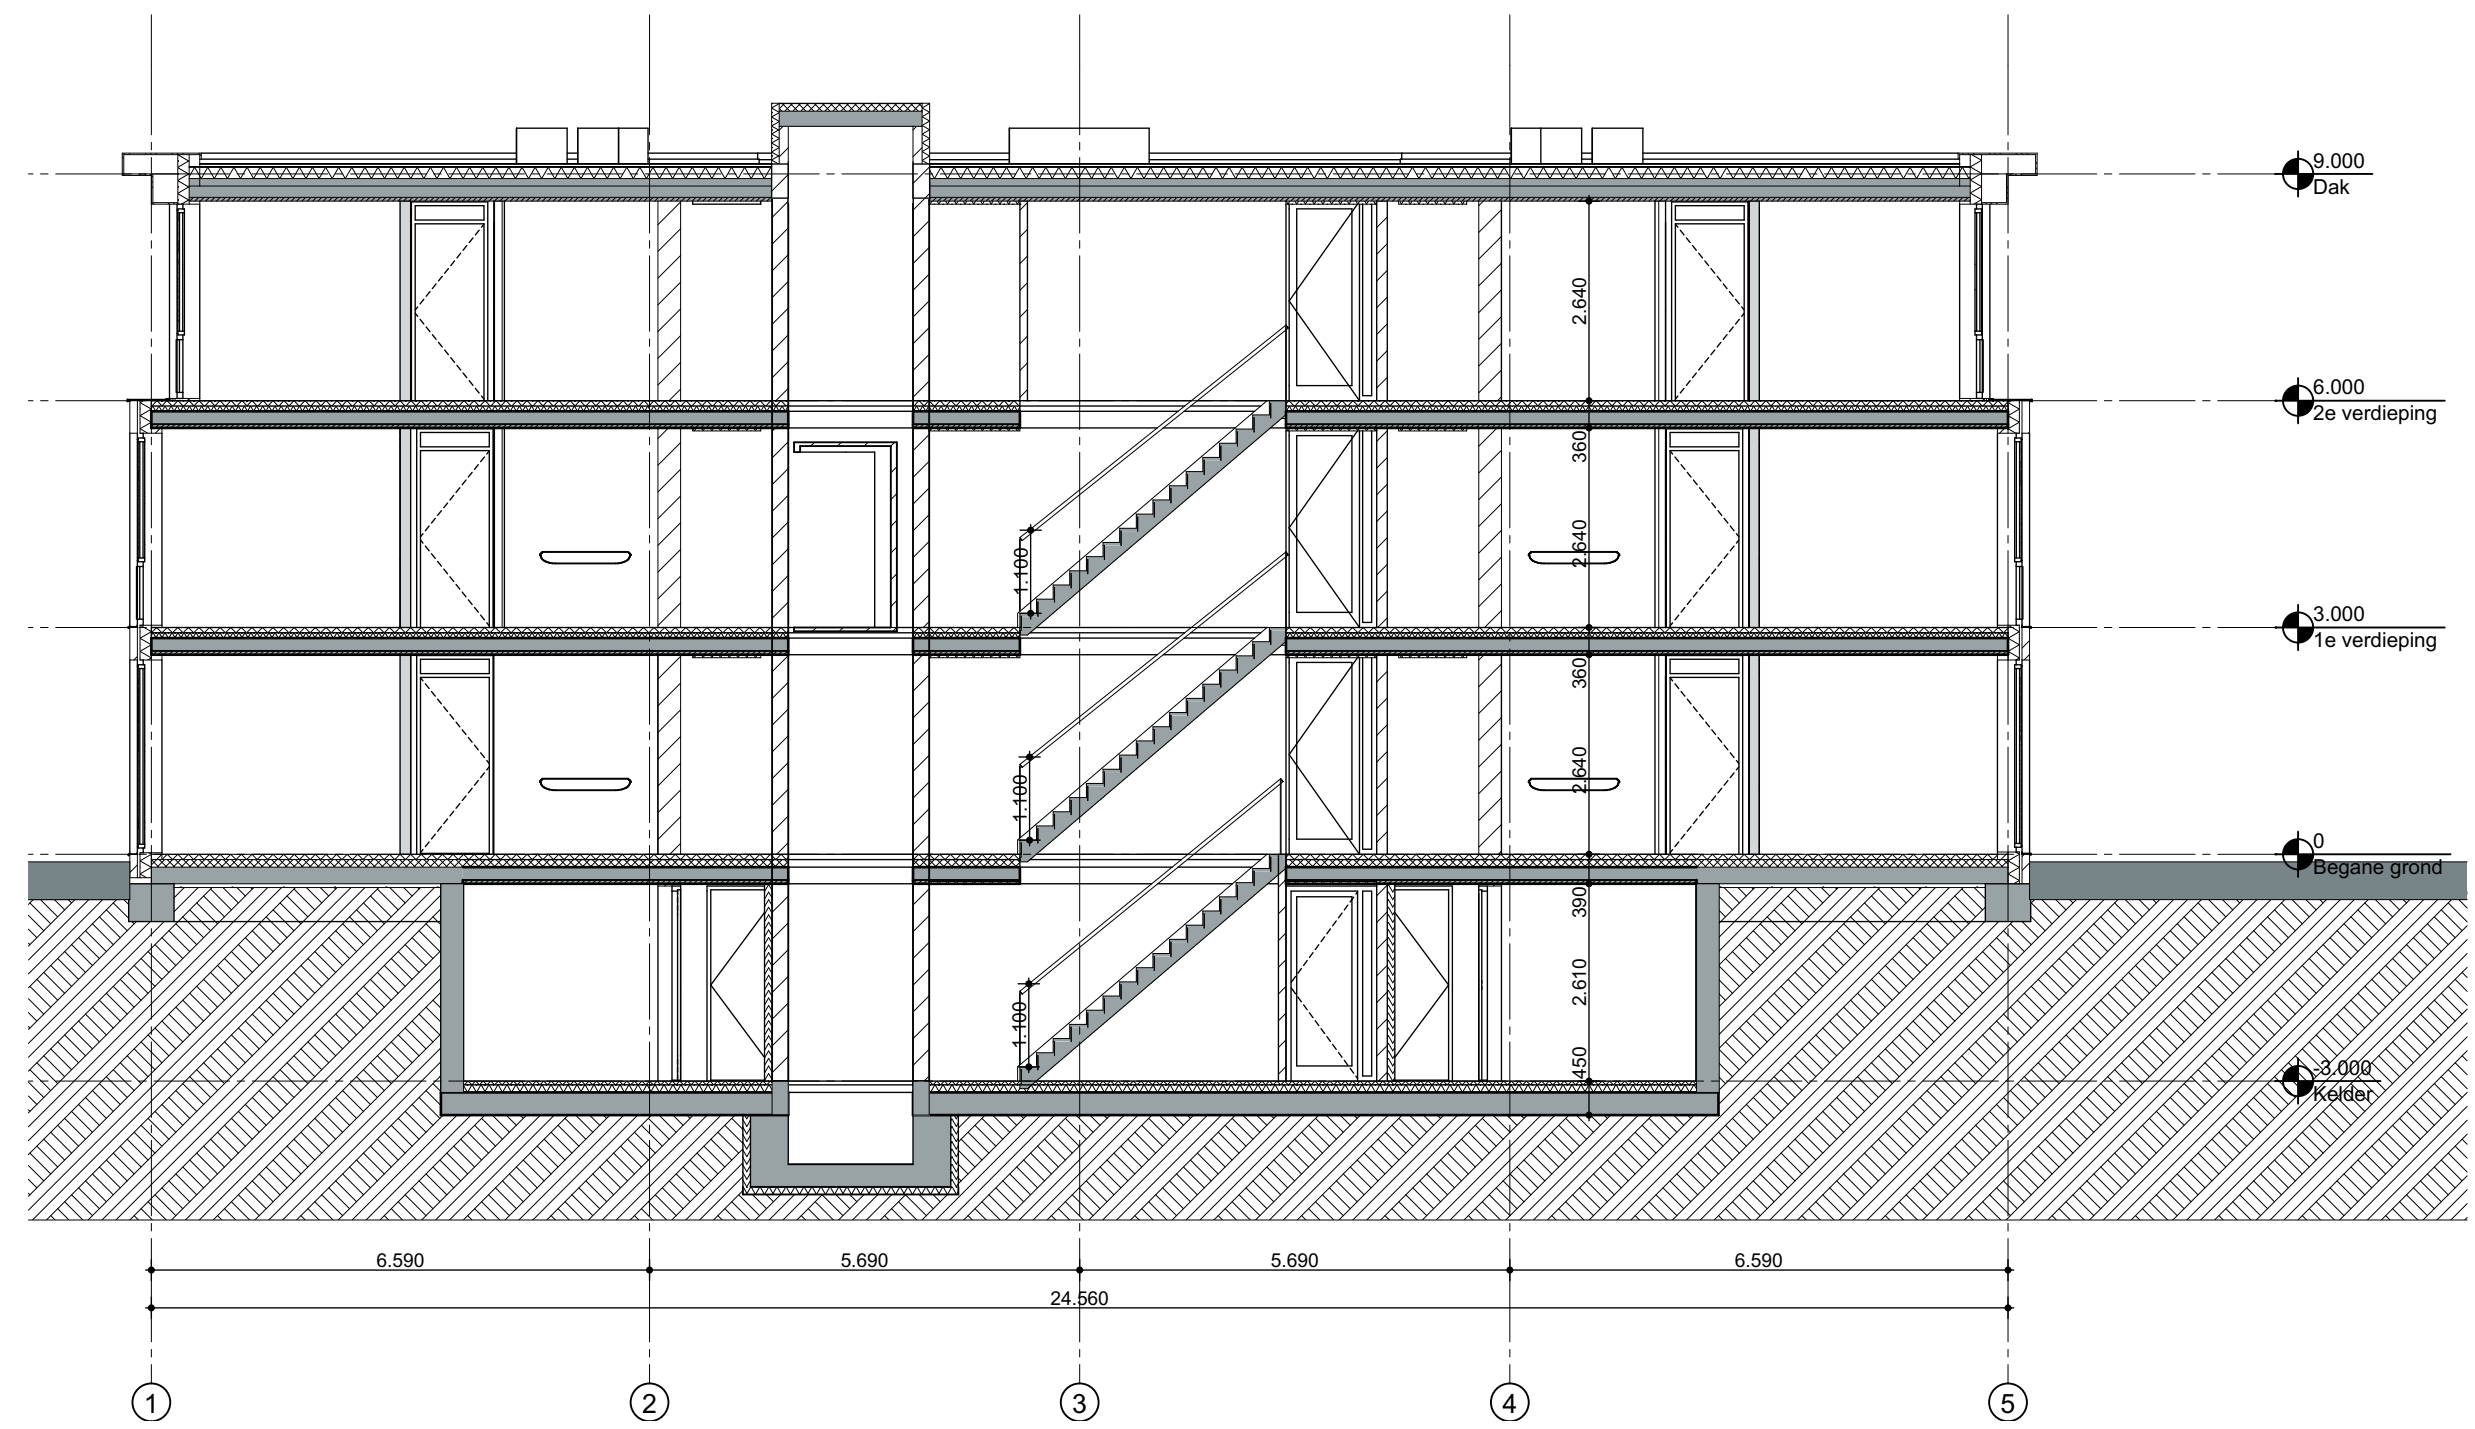 9.000
Dak
2.640
6.000
2e verdieping
360
2.640
1.100
3.000
1e verdieping
360
2.640
1.100
0
Begane grond
390
2.610
1.100
450
-3.000
Kelder
6.590 5.690 5.690 6.590
24.560
1 2 3 4 5